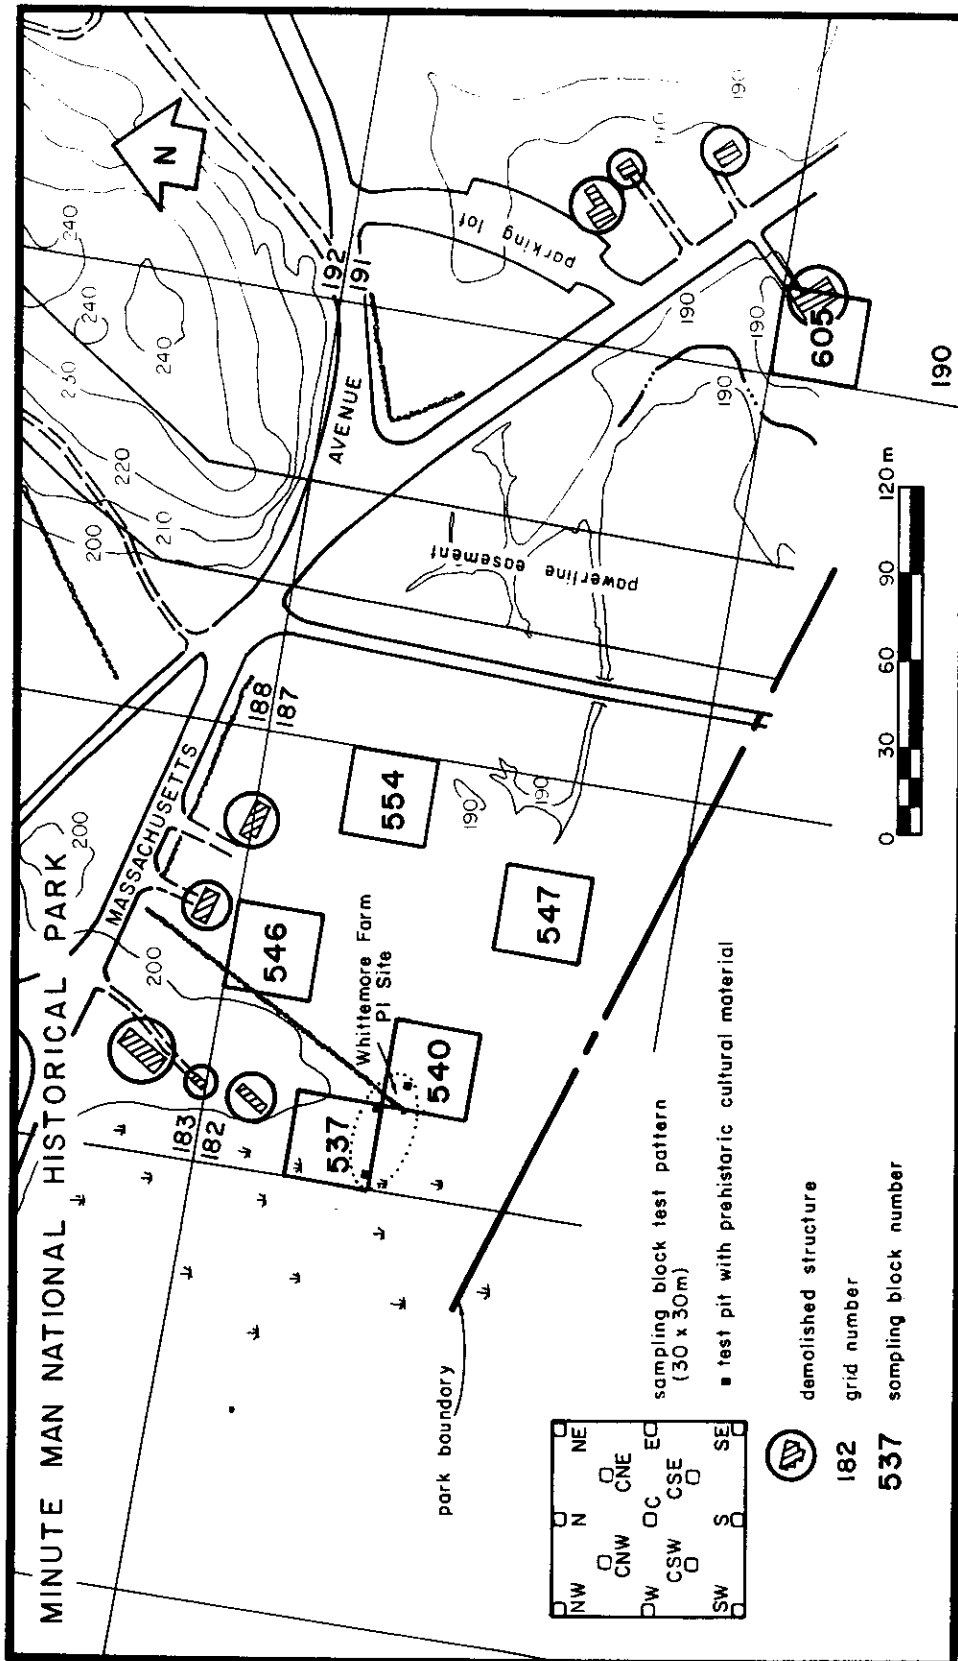 MINUTE MAN NATIONAL HISTORICAL PARK
N
240
240
240
240
230
220
210
200
200
200
MASSACHUSETTS
AVENUE
192
191
188
187
183
182
parking lot
190
190
190
190
190
190
190
190
powerline easement
605
190
554
546
547
537
540
Whittemore Farm
P1 Site
park boundary
0 30 60 90 120 m
NW N NE
CNW CNE
W C E
CSW CSE
SW S SE
sampling block test pattern
(30 x 30m)
test pit with prehistoric cultural material
demolished structure
182 grid number
537 sampling block number